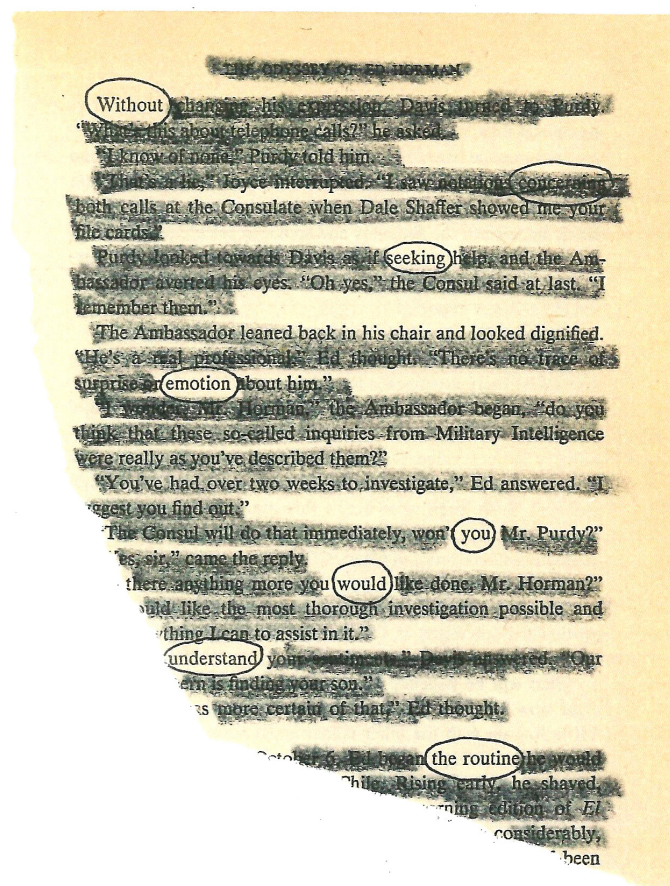 THE ODYSSEY OF ED HORMAN
Without changing his expression, Davis turned to Purdy.
"What's this about telephone calls?" he asked.
"I know of none," Purdy told him.
"That's a lie," Joyce interrupted. "I saw notations concerning
both calls at the Consulate when Dale Shaffer showed me your
file cards."
Purdy looked towards Davis as if seeking help, and the Am-
bassador averted his eyes. "Oh yes," the Consul said at last. "I
remember them."
The Ambassador leaned back in his chair and looked dignified.
"He's a real professional," Ed thought. "There's no trace of
surprise or emotion about him."
"I wonder, Mr. Horman," the Ambassador began, "do you
think that these so-called inquiries from Military Intelligence
were really as you've described them?"
"You've had over two weeks to investigate," Ed answered. "I
uggest you find out."
The Consul will do that immediately, won't you, Mr. Purdy?"
es, sir," came the reply.
there anything more you would like done, Mr. Horman?"
ould like the most thorough investigation possible and
ything I can to assist in it."
understand your sentiments," Davis answered. "Our
ern is finding your son."
as more certain of that," Ed thought.
October 6, Ed began the routine he would
Chile. Rising early, he shaved,
rning edition of El
considerably,
been